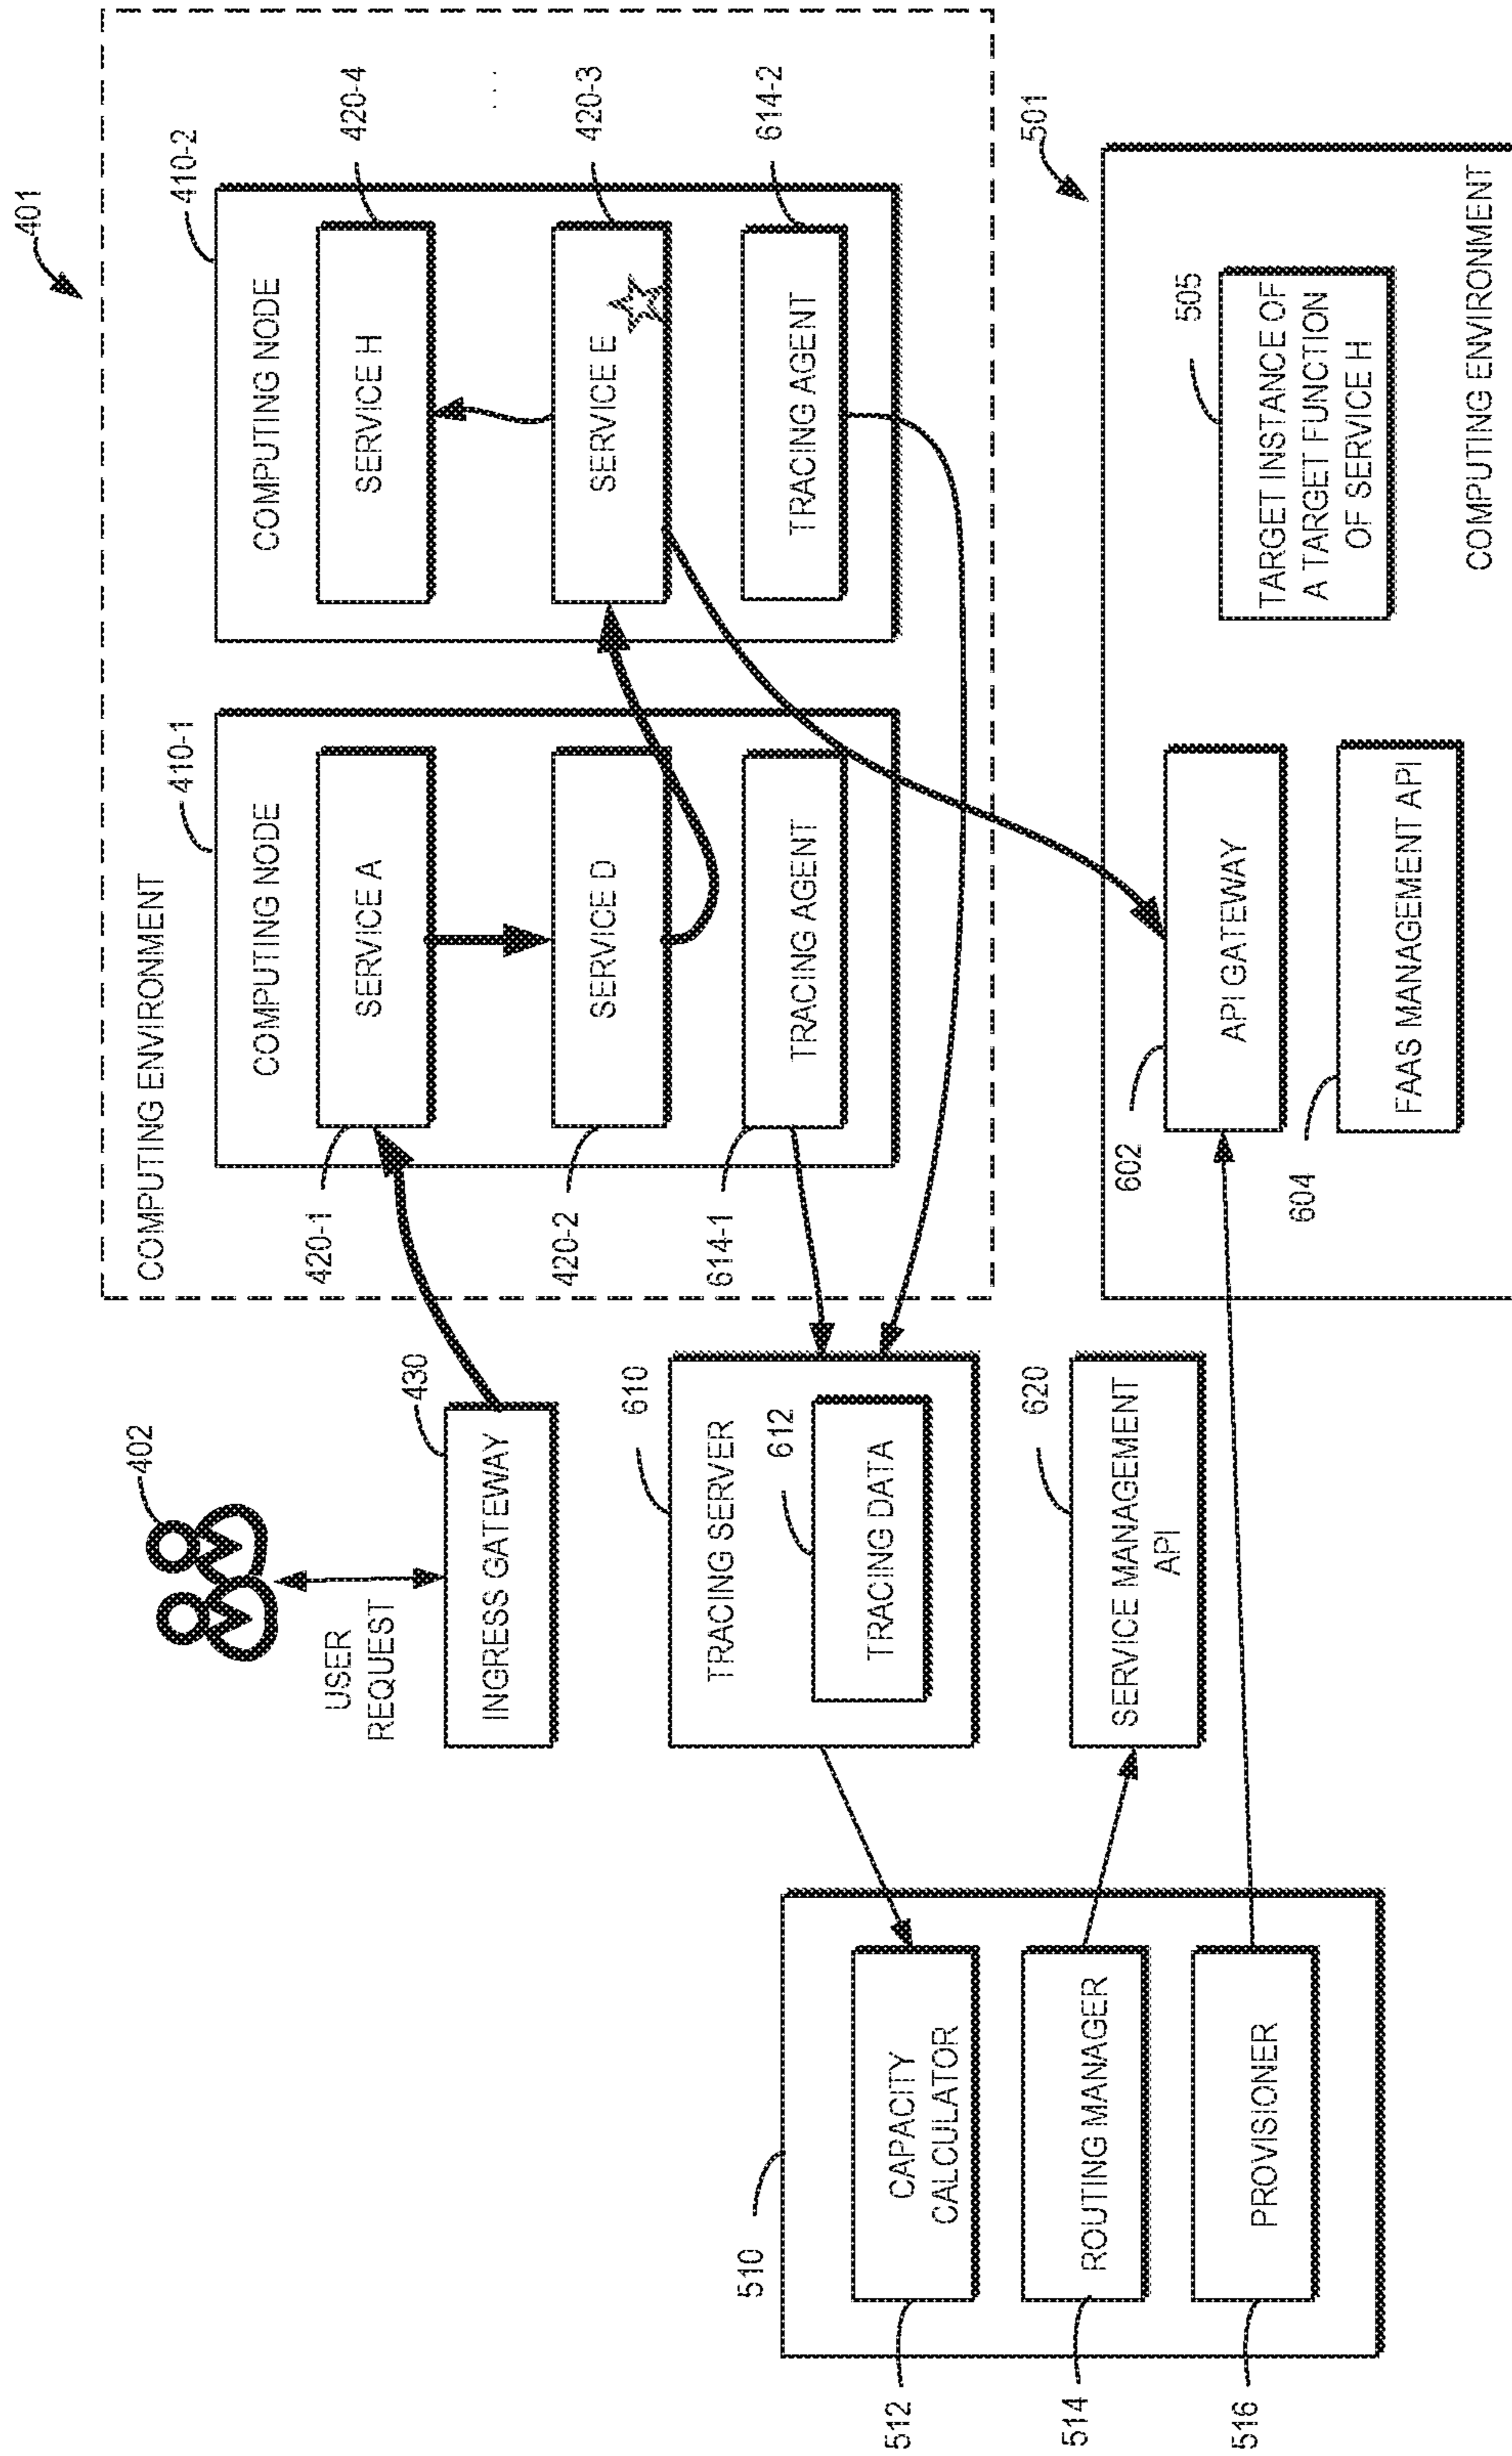 401
COMPUTING ENVIRONMENT
410-1
COMPUTING NODE
420-1
SERVICE A
420-2
SERVICE D
614-1
TRACING AGENT
410-2
COMPUTING NODE
420-4
SERVICE H
420-3
SERVICE E
614-2
TRACING AGENT
. . .
402
USER
REQUEST
430
INGRESS GATEWAY
610
TRACING SERVER
612
TRACING DATA
620
SERVICE MANAGEMENT
API
510
512
CAPACITY
CALCULATOR
514
ROUTING MANAGER
516
PROVISIONER
501
602
API GATEWAY
604
FAAS MANAGEMENT API
505
TARGET INSTANCE OF
A TARGET FUNCTION
OF SERVICE H
COMPUTING ENVIRONMENT